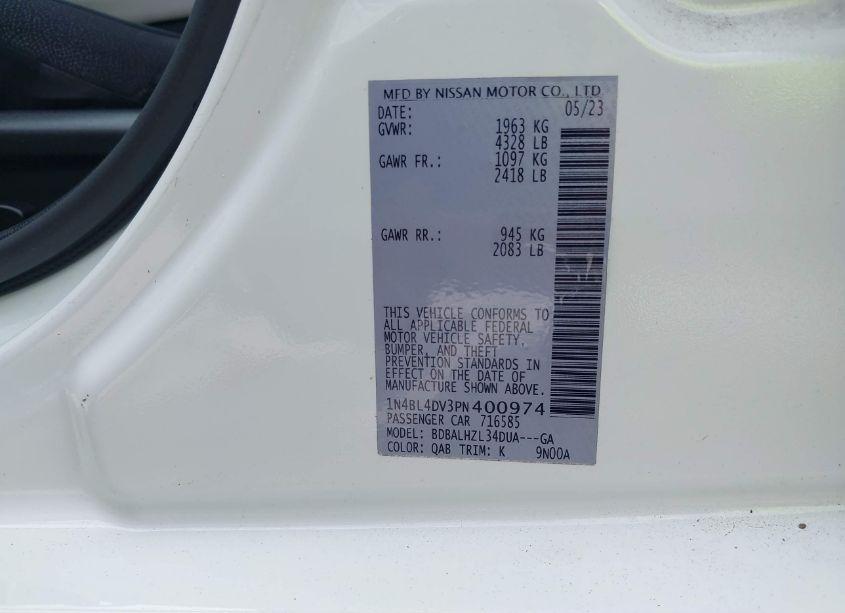 MFD BY NISSAN MOTOR CO., LTD
DATE: 05/23
GVWR: 1963 KG
4328 LB
GAWR FR.: 1097 KG
2418 LB
GAWR RR.: 945 KG
2083 LB
THIS VEHICLE CONFORMS TO
ALL APPLICABLE FEDERAL
MOTOR VEHICLE SAFETY,
BUMPER, AND THEFT
PREVENTION STANDARDS IN
EFFECT ON THE DATE OF
MANUFACTURE SHOWN ABOVE.
1N4BL4DV3PN400974
PASSENGER CAR 716585
MODEL: BDBALHZL34DUA---GA
COLOR: QAB TRIM: K 9N00A